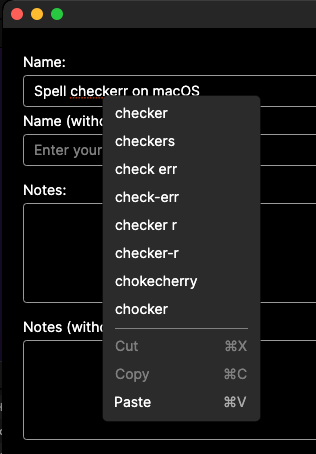 Name:
Spell checkerr on macOS
Name (witho
Enter your
Notes:
Notes (witho
checker
checkers
check err
check-err
checker r
checker-r
chokecherry
chocker
Cut ⌘X
Copy ⌘C
Paste ⌘V